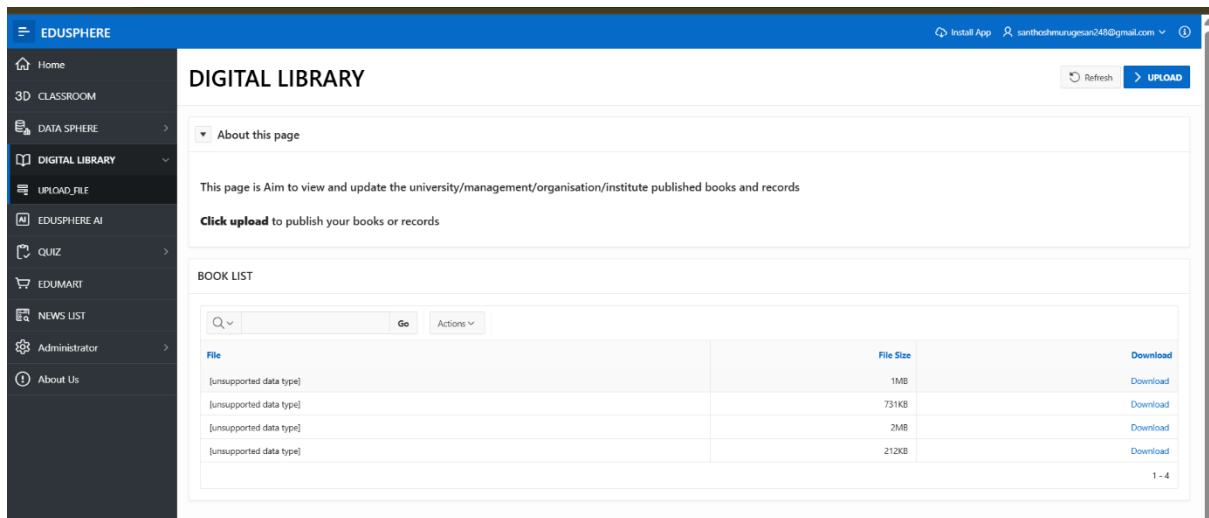 EDUSPHERE
Install App santhoshmurugesan248@gmail.com
Home
3D CLASSROOM
DATA SPHERE
DIGITAL LIBRARY
UPLOAD_FILE
AI EDUSPHERE AI
QUIZ
EDUMART
NEWS LIST
Administrator
About Us
DIGITAL LIBRARY
Refresh UPLOAD
About this page
This page is Aim to view and update the university/management/organisation/institute published books and records
Click upload to publish your books or records
BOOK LIST
Go Actions
File File Size Download
[unsupported data type] 1MB Download
[unsupported data type] 731KB Download
[unsupported data type] 2MB Download
[unsupported data type] 212KB Download
1 - 4